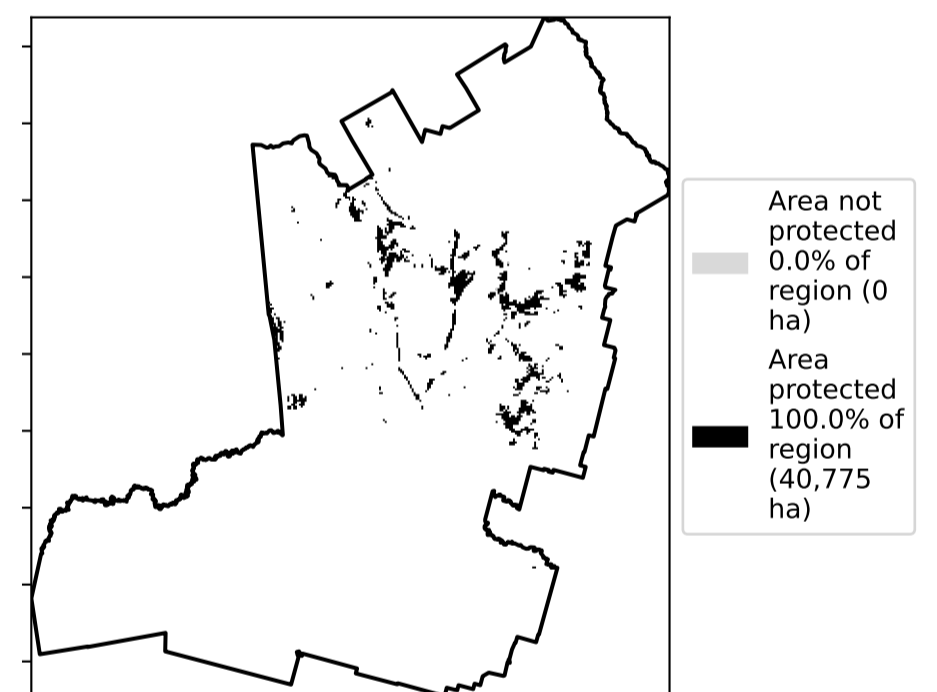 Area not
protected
0.0% of
region (0
ha)
Area
protected
100.0% of
region
(40,775
ha)